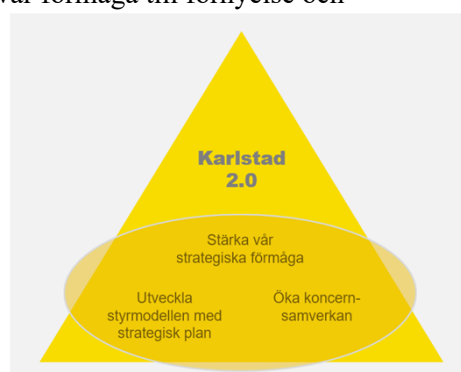 vår förmåga till förnyelse och
Karlstad
2.0
Stärka vår
strategiska förmåga
Utveckla
styrmodellen med
strategisk plan
Öka koncern-
samverkan